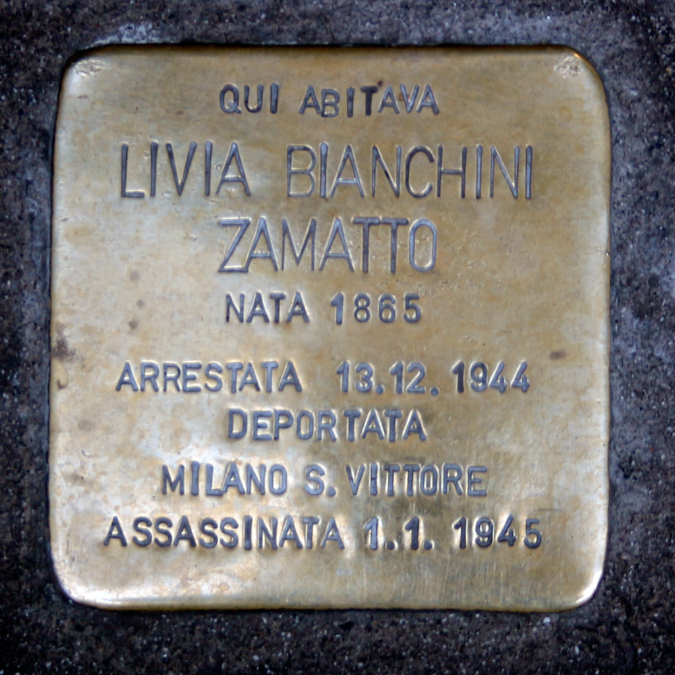 QUI ABITAVA
LIVIA BIANCHINI
ZAMATTO
NATA 1865
ARRESTATA 13.12.1944
DEPORTATA
MILANO S. VITTORE
ASSASSINATA 1.1.1945